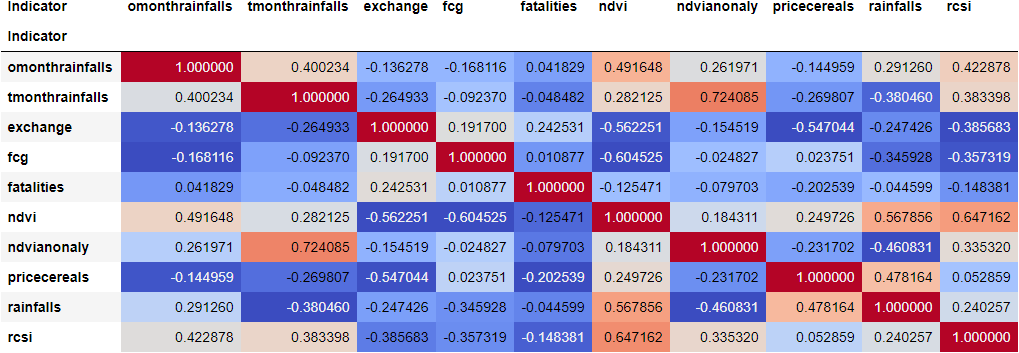 Indicator omonthrainfalls tmonthrainfalls exchange fcg fatalities ndvi ndvianonaly pricecereals rainfalls rcsi
Indicator
omonthrainfalls 1.000000 0.400234 -0.136278 -0.168116 0.041829 0.491648 0.261971 -0.144959 0.291260 0.422878
tmonthrainfalls 0.400234 1.000000 -0.264933 -0.092370 -0.048482 0.282125 0.724085 -0.269807 -0.380460 0.383398
exchange -0.136278 -0.264933 1.000000 0.191700 0.242531 -0.562251 -0.154519 -0.547044 -0.247426 -0.385683
fcg -0.168116 -0.092370 0.191700 1.000000 0.010877 -0.604525 -0.024827 0.023751 -0.345928 -0.357319
fatalities 0.041829 -0.048482 0.242531 0.010877 1.000000 -0.125471 -0.079703 -0.202539 -0.044599 -0.148381
ndvi 0.491648 0.282125 -0.562251 -0.604525 -0.125471 1.000000 0.184311 0.249726 0.567856 0.647162
ndvianonaly 0.261971 0.724085 -0.154519 -0.024827 -0.079703 0.184311 1.000000 -0.231702 -0.460831 0.335320
pricecereals -0.144959 -0.269807 -0.547044 0.023751 -0.202539 0.249726 -0.231702 1.000000 0.478164 0.052859
rainfalls 0.291260 -0.380460 -0.247426 -0.345928 -0.044599 0.567856 -0.460831 0.478164 1.000000 0.240257
rcsi 0.422878 0.383398 -0.385683 -0.357319 -0.148381 0.647162 0.335320 0.052859 0.240257 1.000000